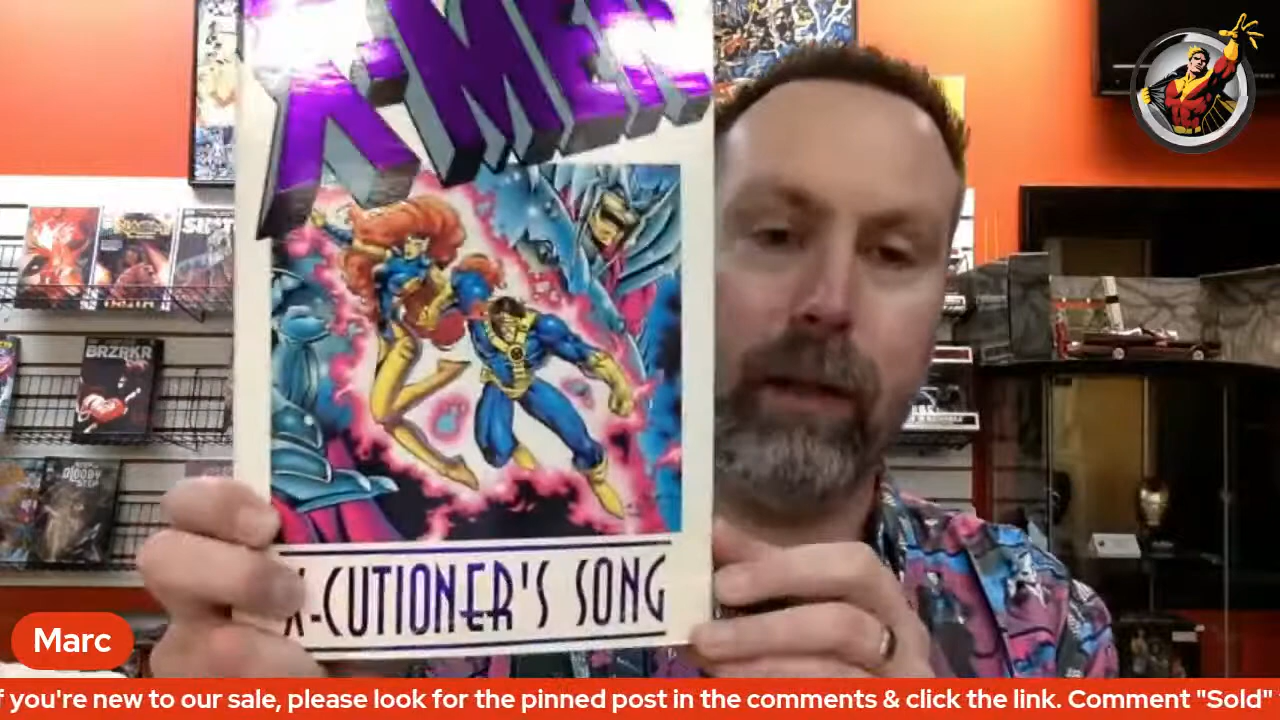 X-MEN
BRZRKR
X-CUTIONER'S SONG
Marc
f you're new to our sale, please look for the pinned post in the comments & click the link. Comment "Sold"